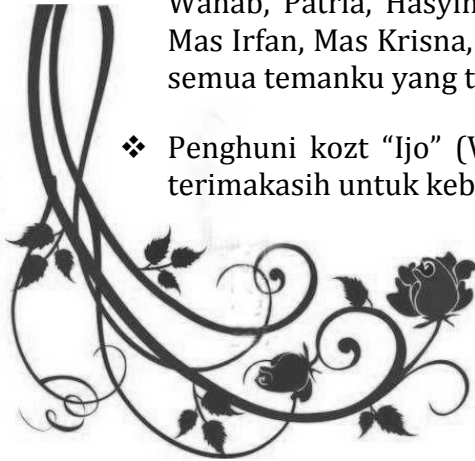 Wahab, Patria, Hasyim
Mas Irfan, Mas Krisna,
semua temanku yang t
❖ Penghuni kozt “Ijo” (
terimakasih untuk keb